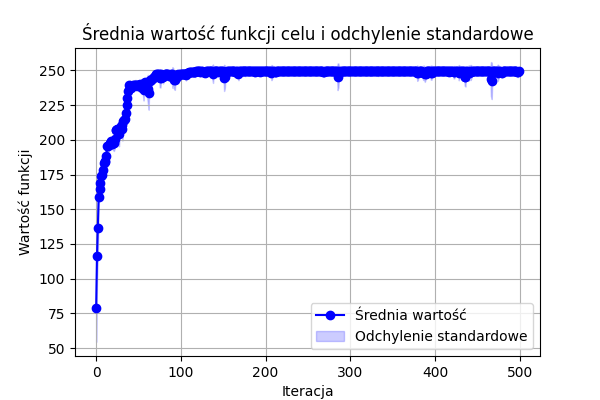 Średnia wartość funkcji celu i odchylenie standardowe
Wartość funkcji
250
225
200
175
150
125
100
75
50
0 100 200 300 400 500
Iteracja
Średnia wartość
Odchylenie standardowe